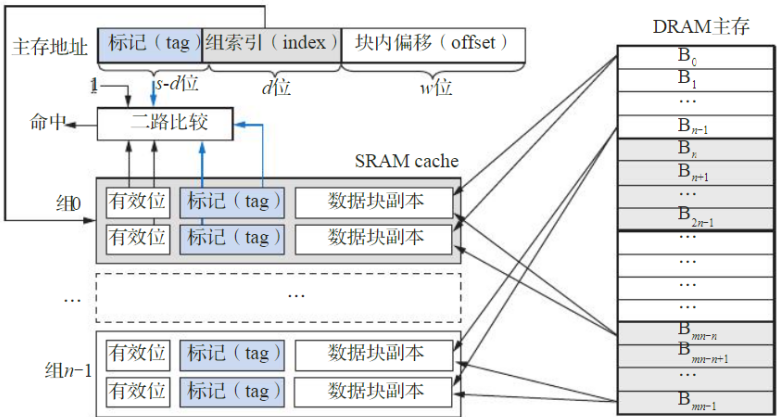 DRAM主存
主存地址 标记（tag） 组索引（index） 块内偏移（offset）
B0
B1
1 s-d位 d位 w位
…
命中 二路比较
Bn-1
Bn
SRAM cache
Bn+1
组0 有效位 标记（tag） 数据块副本
…
有效位 标记（tag） 数据块副本
B2n-1
…
…
… …
…
…
Bmn-n
有效位 标记（tag） 数据块副本
Bmn-n+1
组n-1
…
有效位 标记（tag） 数据块副本
Bmn-1